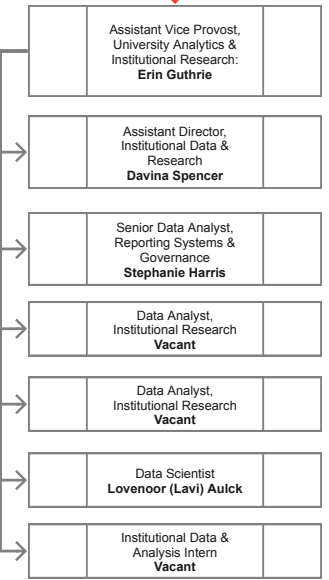 Assistant Vice Provost,
University Analytics &
Institutional Research:
Erin Guthrie
Assistant Director,
Institutional Data &
Research
Davina Spencer
Senior Data Analyst,
Reporting Systems &
Governance
Stephanie Harris
Data Analyst,
Institutional Research
Vacant
Data Analyst,
Institutional Research
Vacant
Data Scientist
Lovenoor (Lavi) Aulck
Institutional Data &
Analysis Intern
Vacant